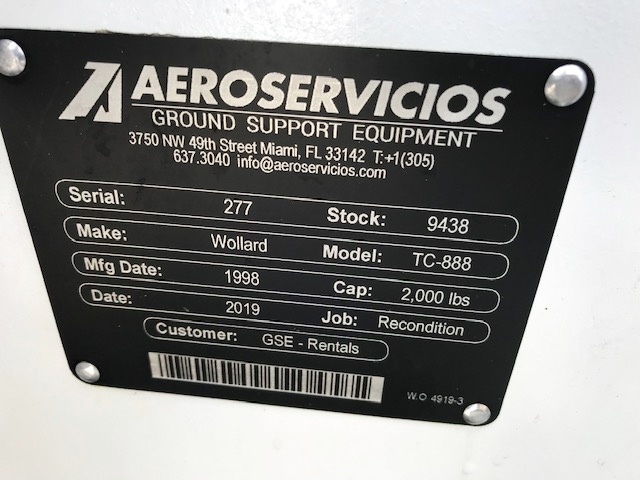 AEROSERVICIOS
GROUND SUPPORT EQUIPMENT
3750 NW 49th Street Miami, FL 33142 T:+1(305)
637.3040 info@aeroservicios.com
Serial: 277 Stock: 9438
Make: Wollard Model: TC-888
Mfg Date: 1998 Cap: 2,000 lbs
Date: 2019 Job: Recondition
Customer: GSE - Rentals
W.O 4919-3